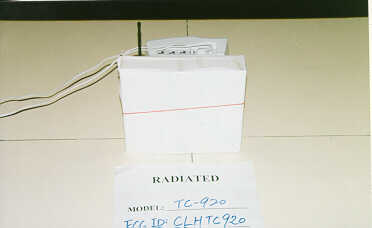 RADIATED
MODEL: TC-920
FCC ID: CLHTC920